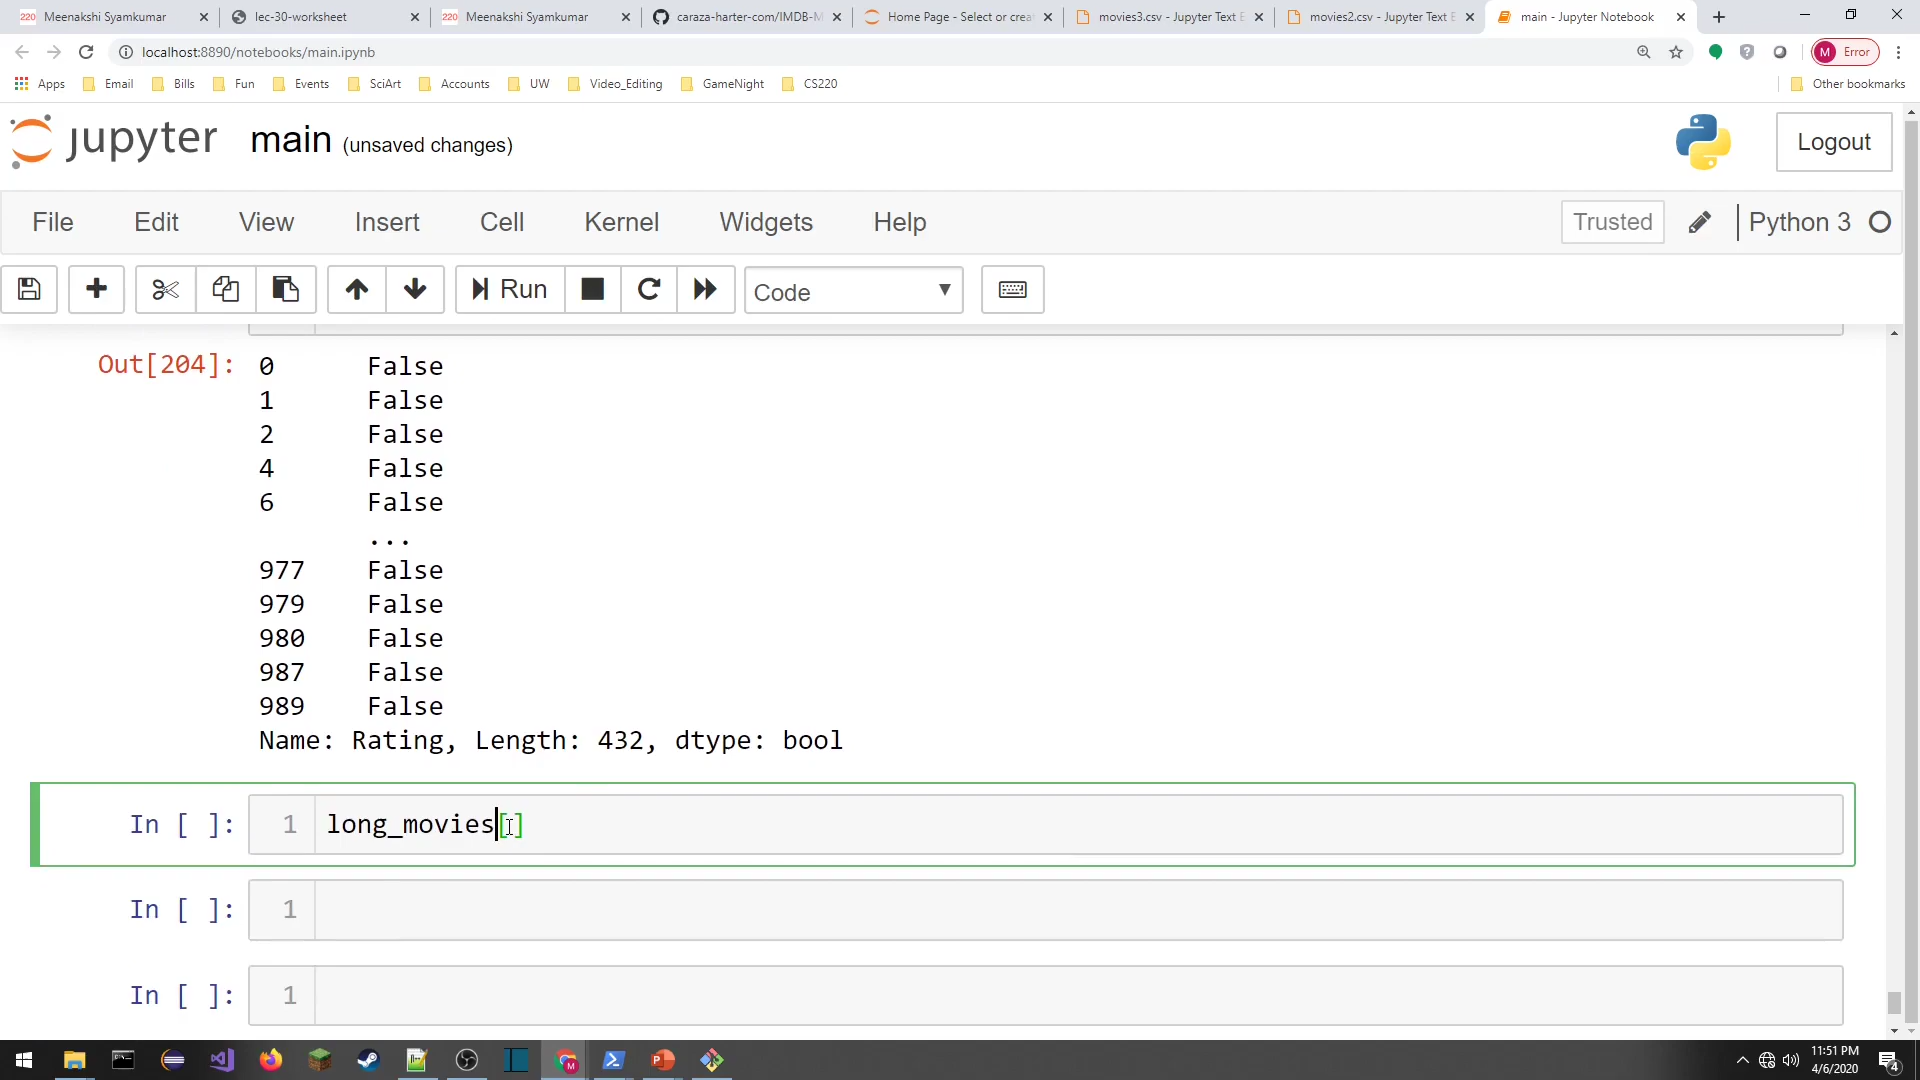 220 Meenakshi Syamkumar
lec-30-worksheet
220 Meenakshi Syamkumar
caraza-harter-com/IMDB-M
Home Page - Select or crea
movies3.csv - Jupyter Text E
movies2.csv - Jupyter Text E
main - Jupyter Notebook
localhost:8890/notebooks/main.ipynb
M Error
Apps Email Bills Fun Events SciArt Accounts UW Video_Editing GameNight CS220 Other bookmarks
jupyter main (unsaved changes) Logout
File Edit View Insert Cell Kernel Widgets Help Trusted Python 3
Run Code
Out[204]: 0 False
1 False
2 False
4 False
6 False
...
977 False
979 False
980 False
987 False
989 False
Name: Rating, Length: 432, dtype: bool
In [ ]: 1 long_movies[]
In [ ]: 1
In [ ]: 1
11:51 PM
4/6/2020
4